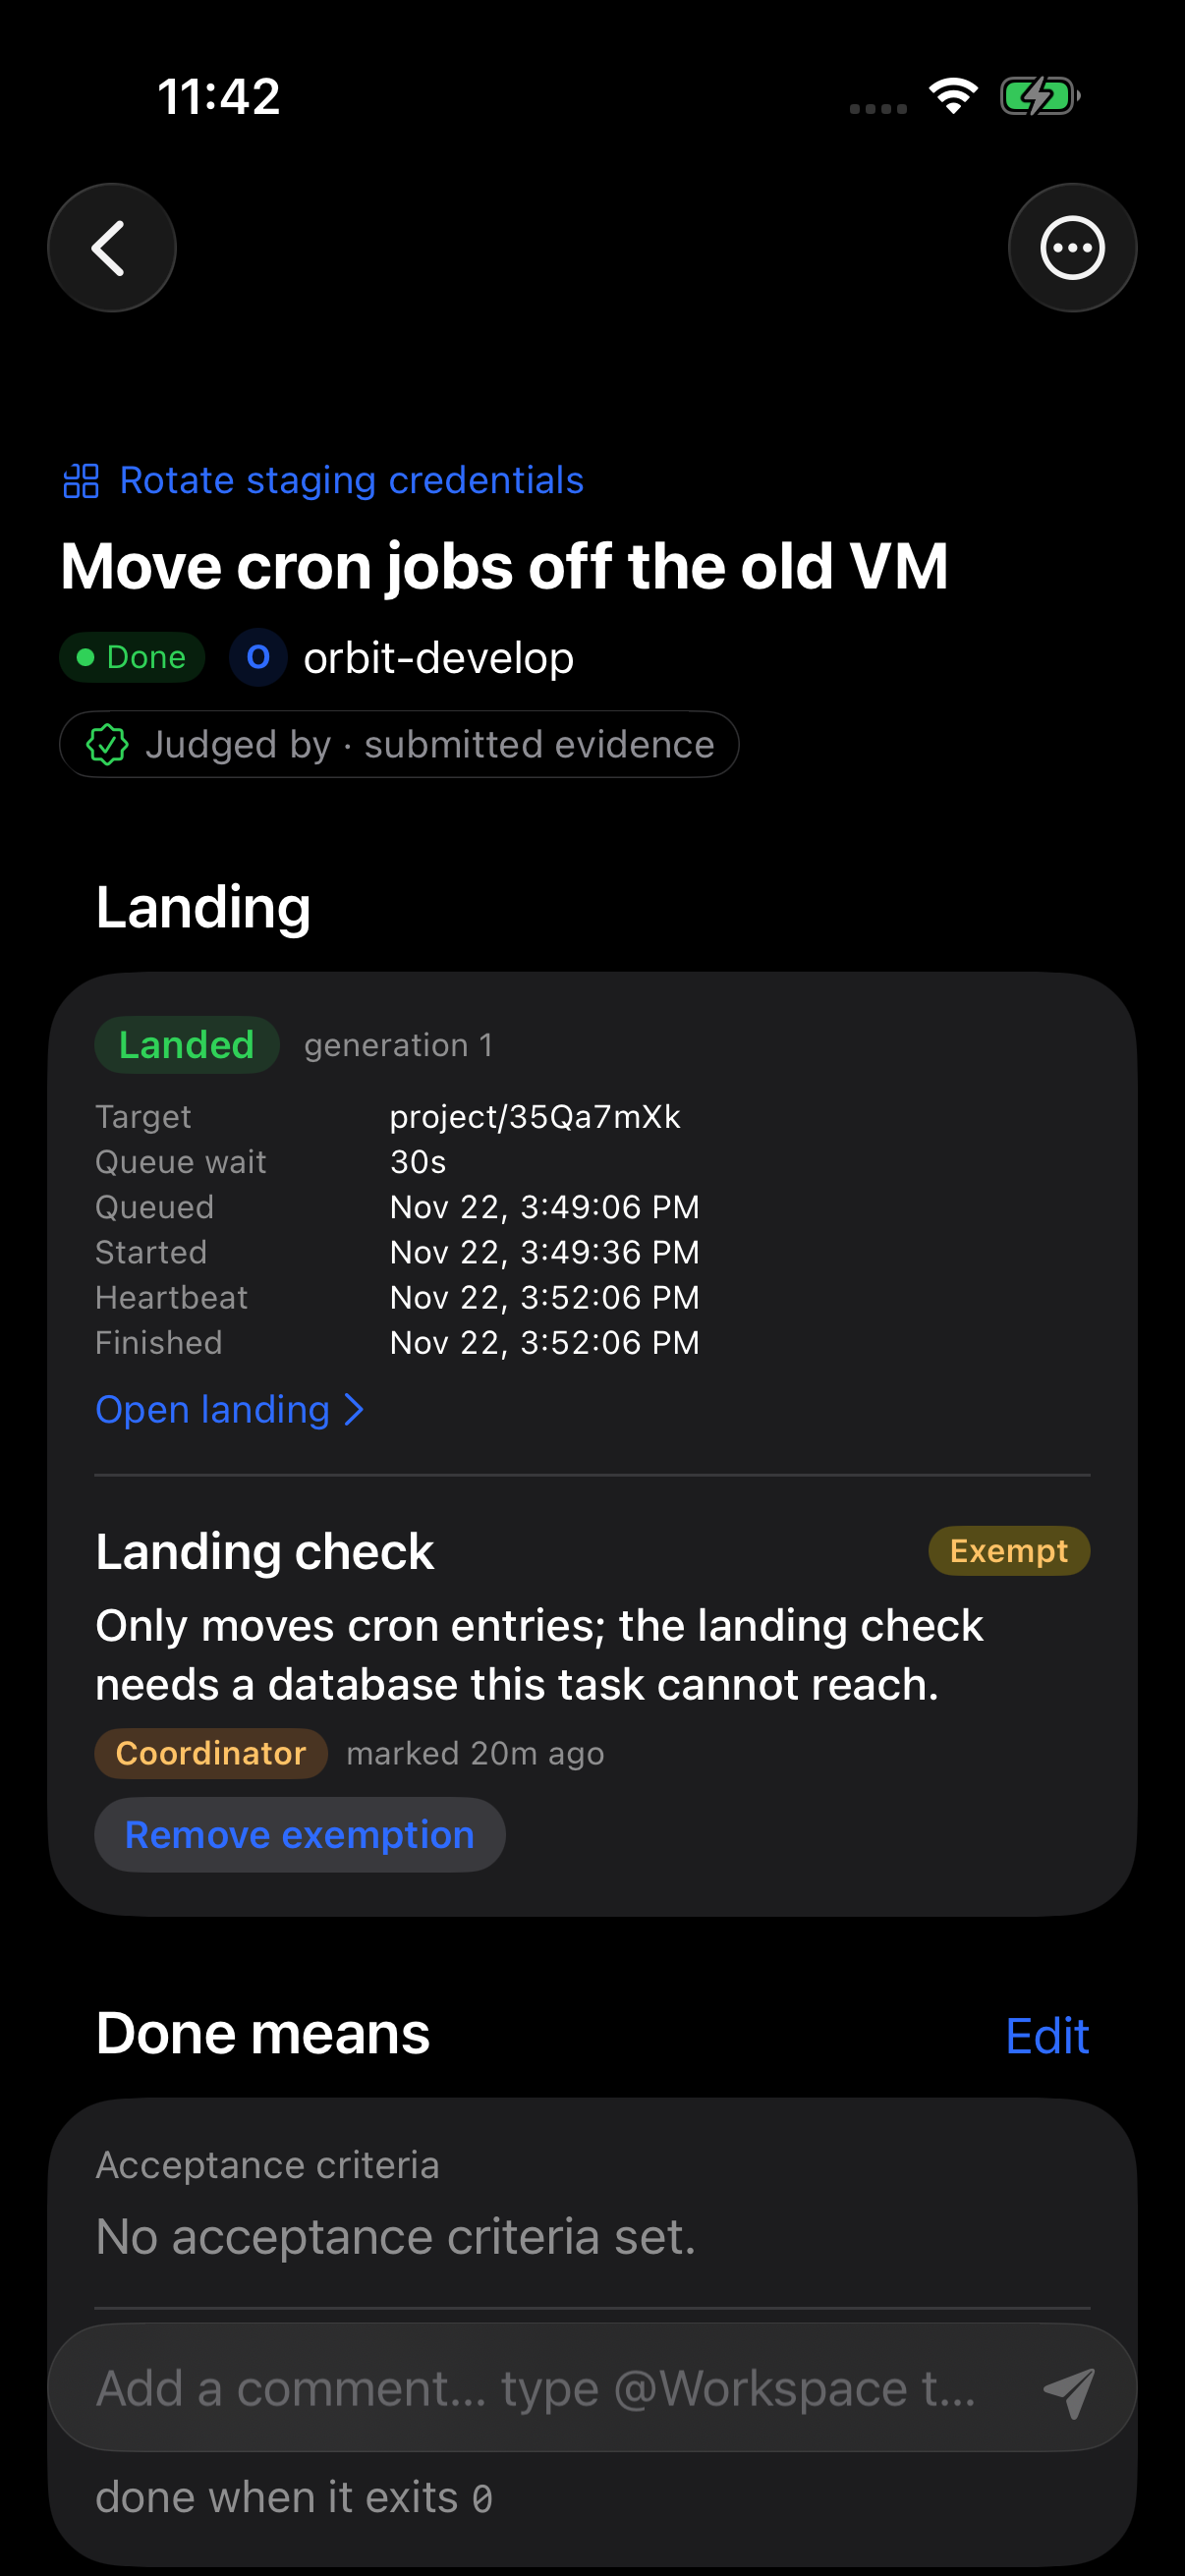 11:42
Rotate staging credentials
Move cron jobs off the old VM
Done O orbit-develop
Judged by · submitted evidence
Landing
Landed generation 1
Target project/35Qa7mXk
Queue wait 30s
Queued Nov 22, 3:49:06 PM
Started Nov 22, 3:49:36 PM
Heartbeat Nov 22, 3:52:06 PM
Finished Nov 22, 3:52:06 PM
Open landing
Landing check Exempt
Only moves cron entries; the landing check
needs a database this task cannot reach.
Coordinator marked 20m ago
Remove exemption
Done means Edit
Acceptance criteria
No acceptance criteria set.
Add a comment... type @Workspace t...
done when it exits 0